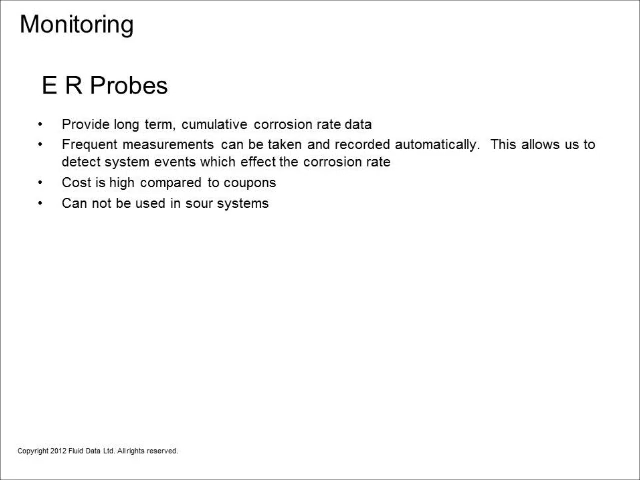 Monitoring
E R Probes
• Provide long term, cumulative corrosion rate data
• Frequent measurements can be taken and recorded automatically. This allows us to
detect system events which effect the corrosion rate
• Cost is high compared to coupons
• Can not be used in sour systems
Copyright 2012 Fluid Data Ltd. All rights reserved.